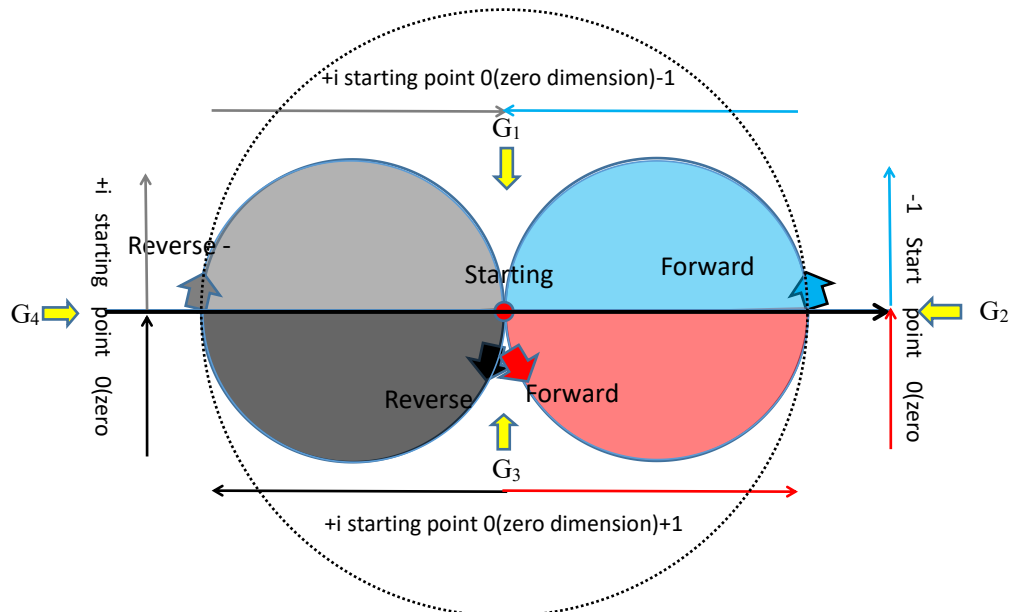 +i starting point 0(zero dimension)-1
G1
+i starting point 0(zero
-1 Start point 0(zero
Reverse -
Starting
Forward
G4
G2
Reverse
Forward
G3
+i starting point 0(zero dimension)+1